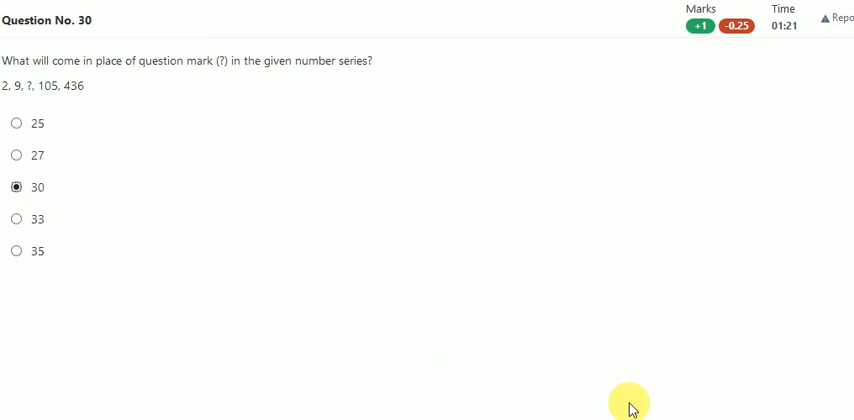 Question No. 30
Marks
+1 -0.25
Time
01:21
What will come in place of question mark (?) in the given number series?
2, 9, ?, 105, 436
25
27
30
33
35